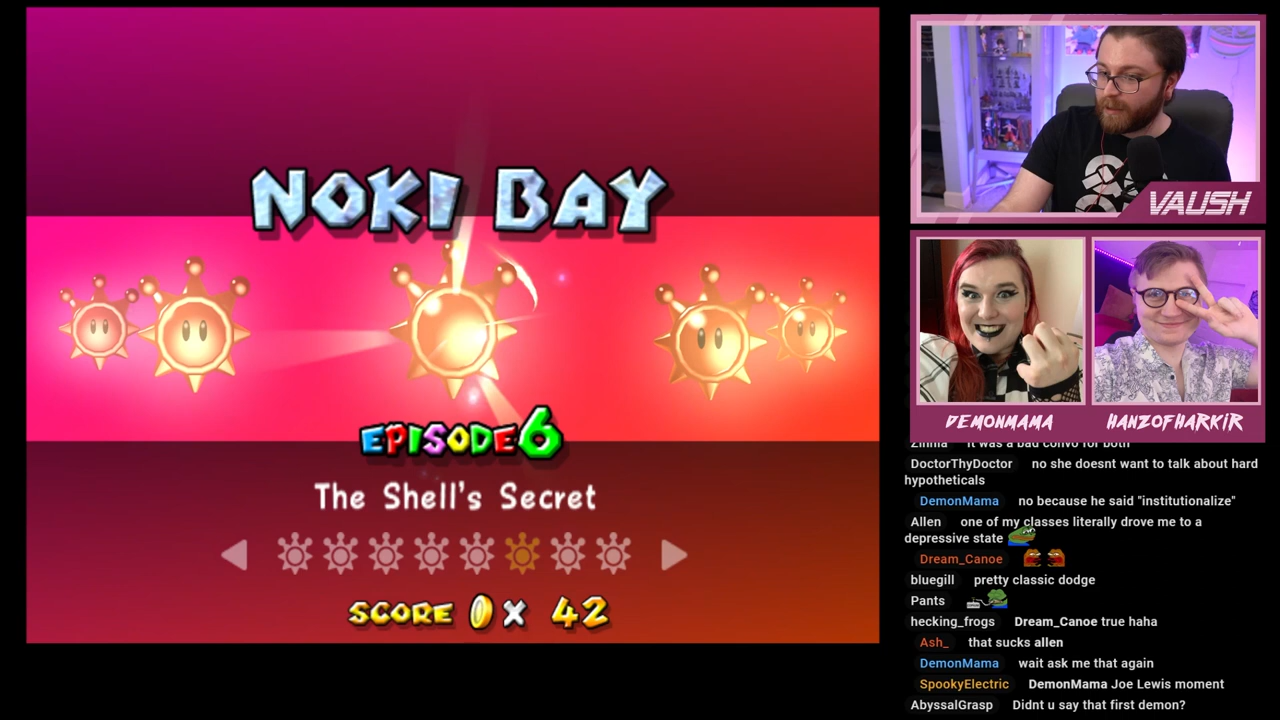 NOKI BAY
EPISODE 6
The Shell's Secret
SCORE x 42
VAUSH
DEMONMAMA
HANZOFHARKIR
Zinnia it was a bad convo for both
DoctorThyDoctor no she doesnt want to talk about hard
hypotheticals
DemonMama no because he said "institutionalize"
Allen one of my classes literally drove me to a
depressive state
Dream_Canoe
bluegill pretty classic dodge
Pants
hecking_frogs Dream_Canoe true haha
Ash_ that sucks allen
DemonMama wait ask me that again
SpookyElectric DemonMama Joe Lewis moment
AbyssalGrasp Didnt u say that first demon?